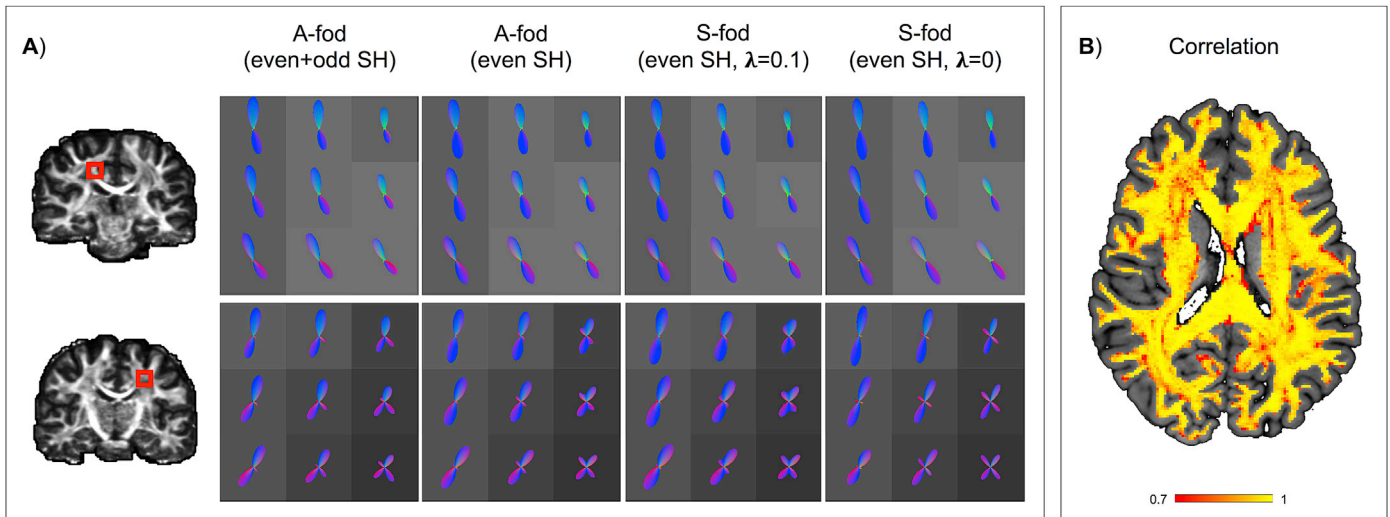 A)
A-fod
(even+odd SH)
A-fod
(even SH)
S-fod
(even SH, λ=0.1)
S-fod
(even SH, λ=0)
B)
Correlation
0.7
1